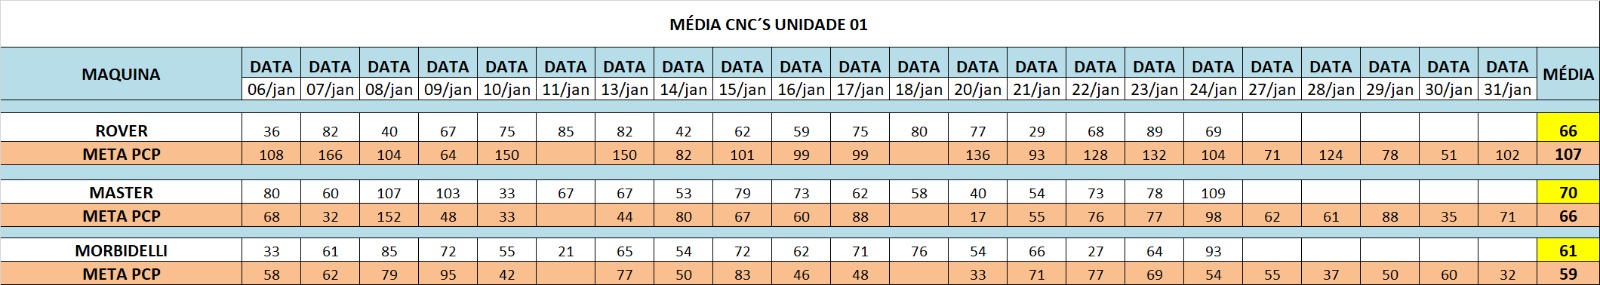 MÉDIA CNC´S UNIDADE 01
MAQUINA DATA DATA DATA DATA DATA DATA DATA DATA DATA DATA DATA DATA DATA DATA DATA DATA DATA DATA DATA DATA DATA DATA MÉDIA
06/jan 07/jan 08/jan 09/jan 10/jan 11/jan 13/jan 14/jan 15/jan 16/jan 17/jan 18/jan 20/jan 21/jan 22/jan 23/jan 24/jan 27/jan 28/jan 29/jan 30/jan 31/jan
ROVER 36 82 40 67 75 85 82 42 62 59 75 80 77 29 68 89 69 66
META PCP 108 166 104 64 150 150 82 101 99 99 136 93 128 132 104 71 124 78 51 102 107
MASTER 80 60 107 103 33 67 67 53 79 73 62 58 40 54 73 78 109 70
META PCP 68 32 152 48 33 44 80 67 60 88 17 55 76 77 98 62 61 88 35 71 66
MORBIDELLI 33 61 85 72 55 21 65 54 72 62 71 76 54 66 27 64 93 61
META PCP 58 62 79 95 42 77 50 83 46 48 33 71 77 69 54 55 37 50 60 32 59